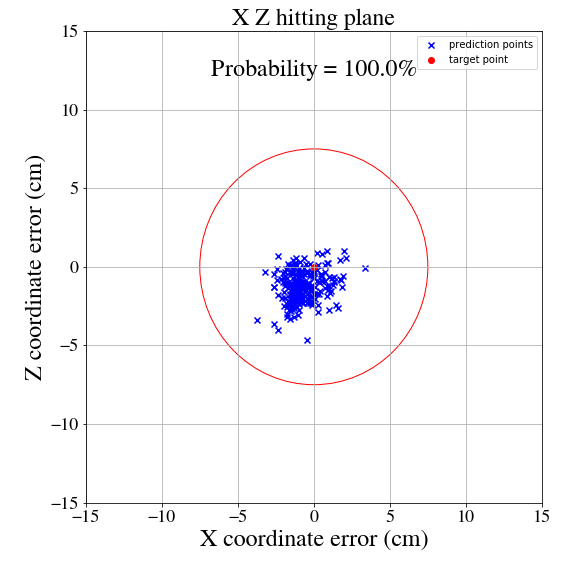 X Z hitting plane
prediction points
target point
Probability = 100.0%
Z coordinate error (cm)
15
10
5
0
−5
−10
−15
−15
−10
−5
0
5
10
15
X coordinate error (cm)